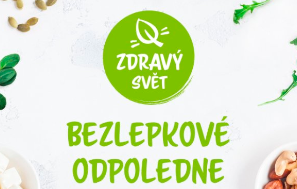 ZDRAVÝ
SVĚT
BEZLEPKOVÉ
ODPOLEDNE